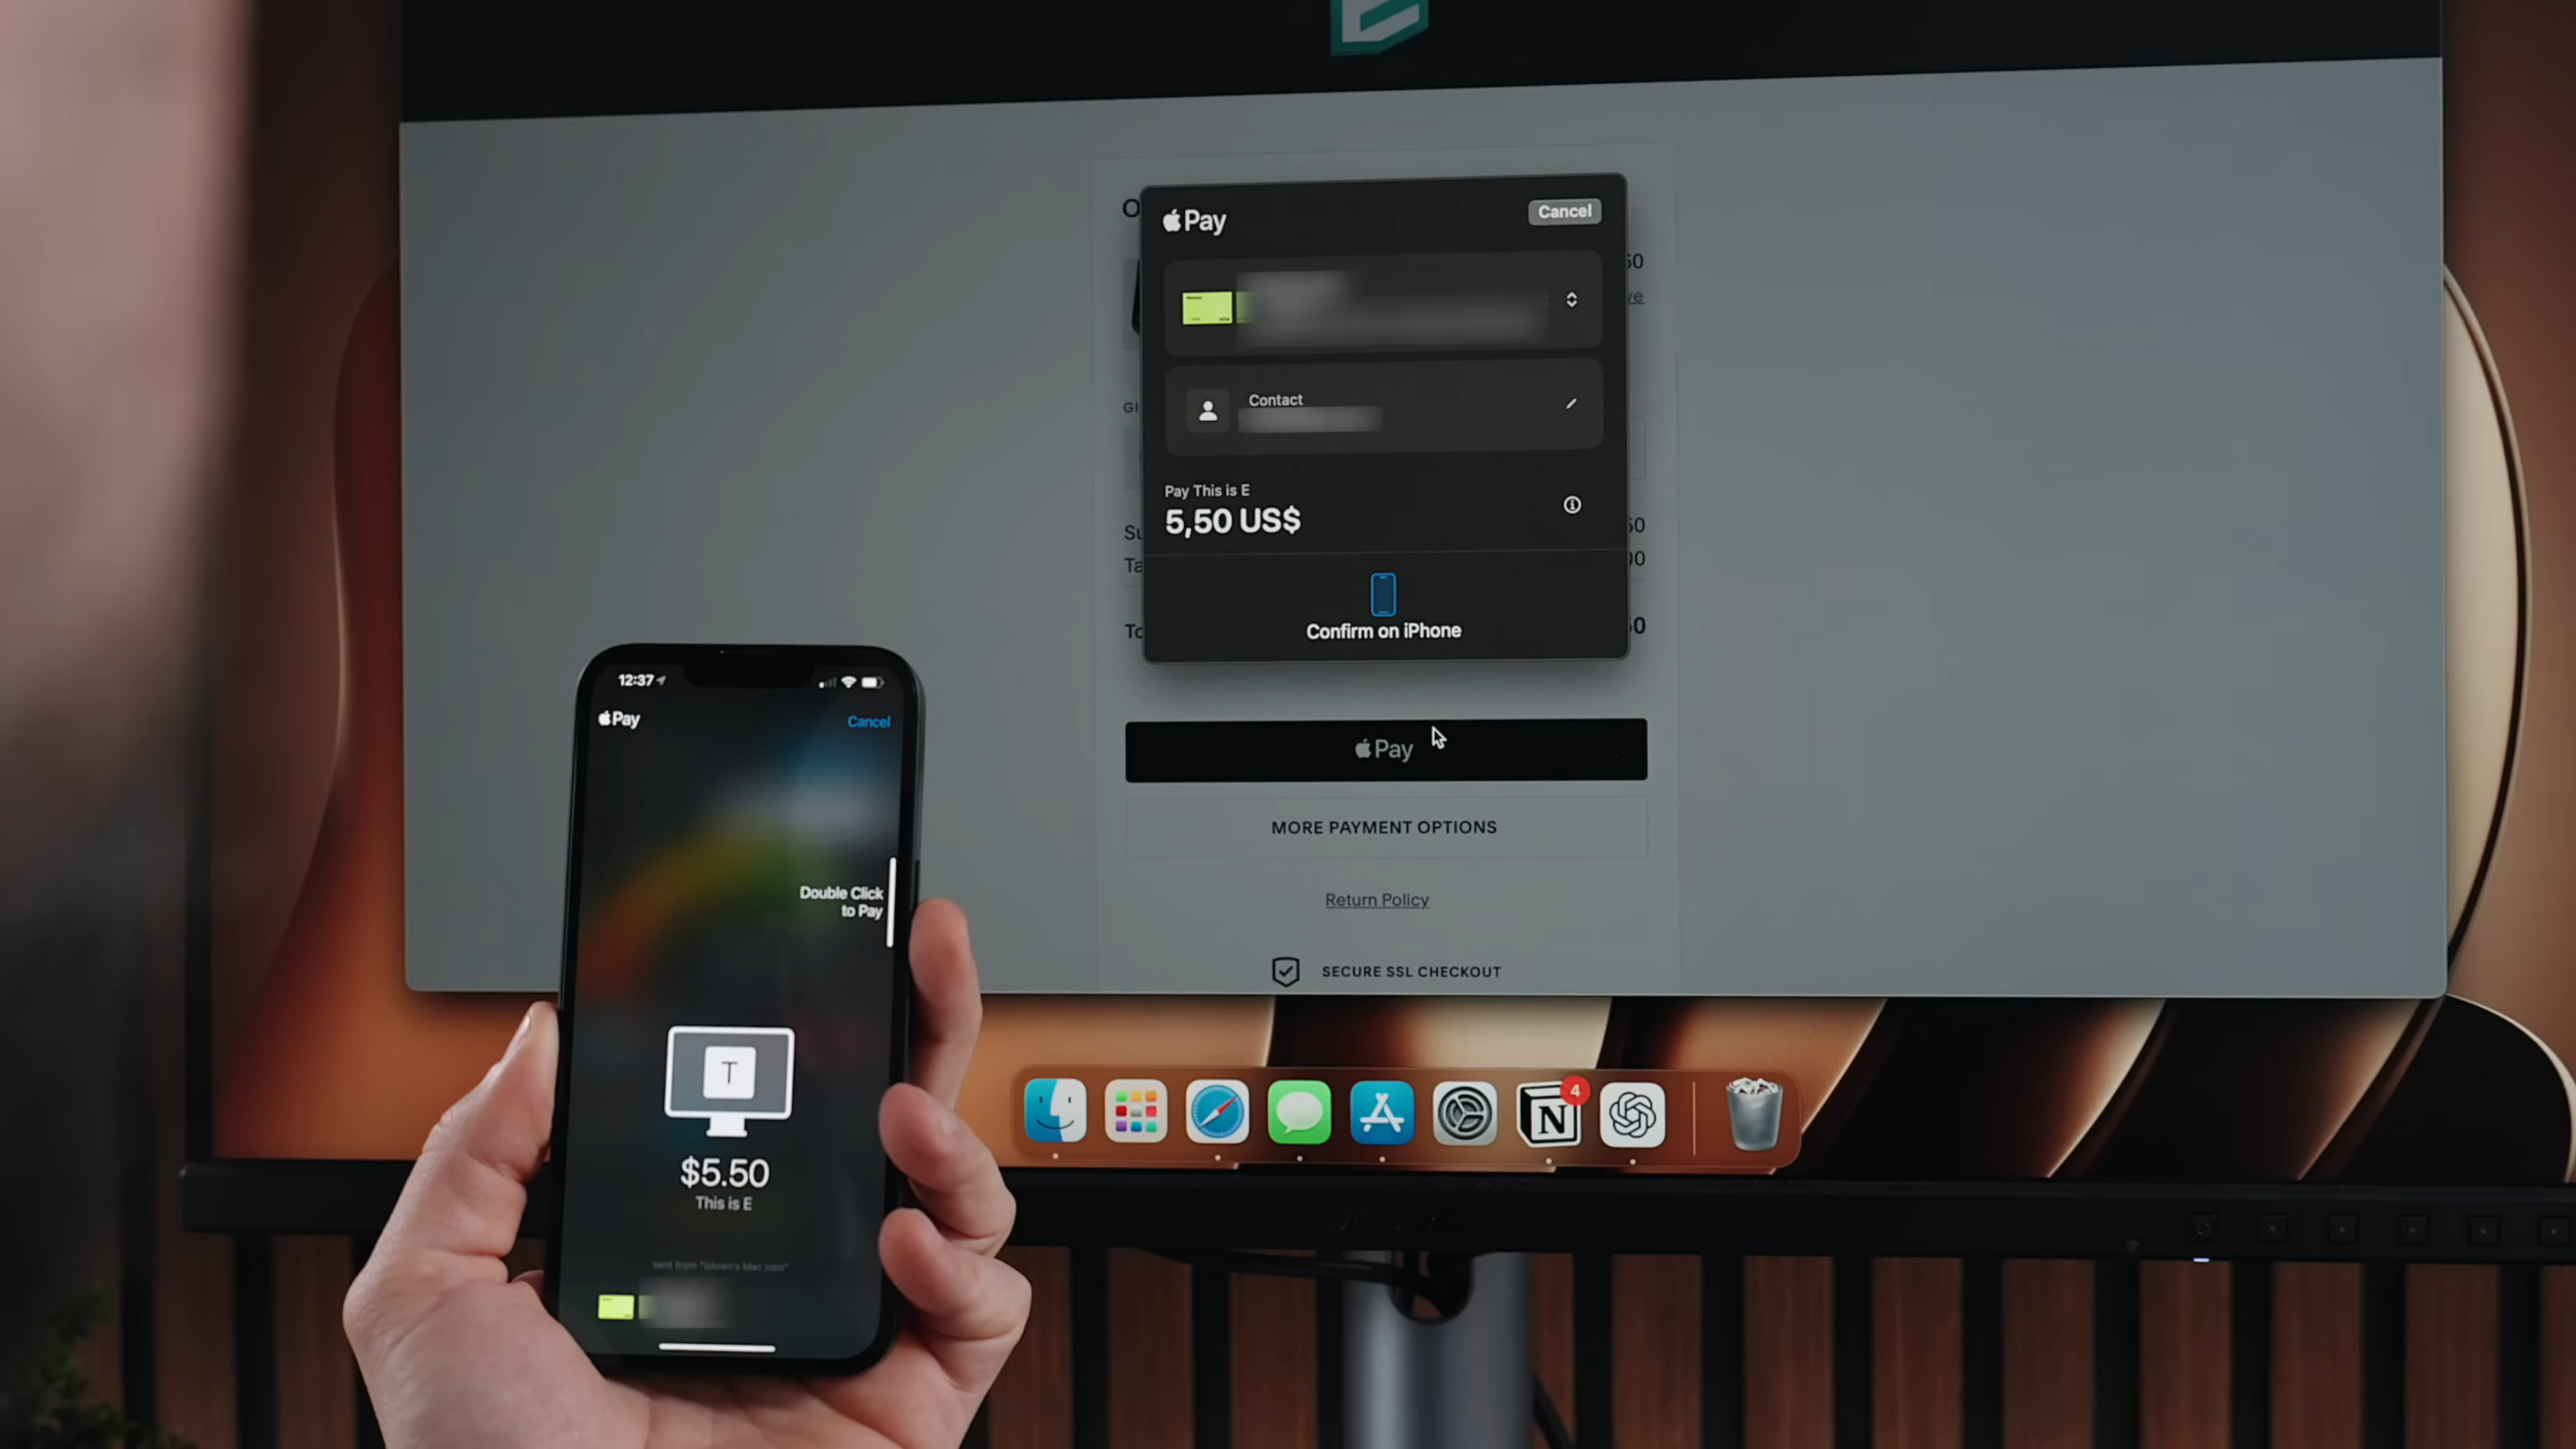 Pay
Cancel
Contact
Pay This is E
5,50 US$
Confirm on iPhone
Pay
MORE PAYMENT OPTIONS
Return Policy
SECURE SSL CHECKOUT
4
N
12:37
Pay
Cancel
Double Click
to Pay
T
$5.50
This is E